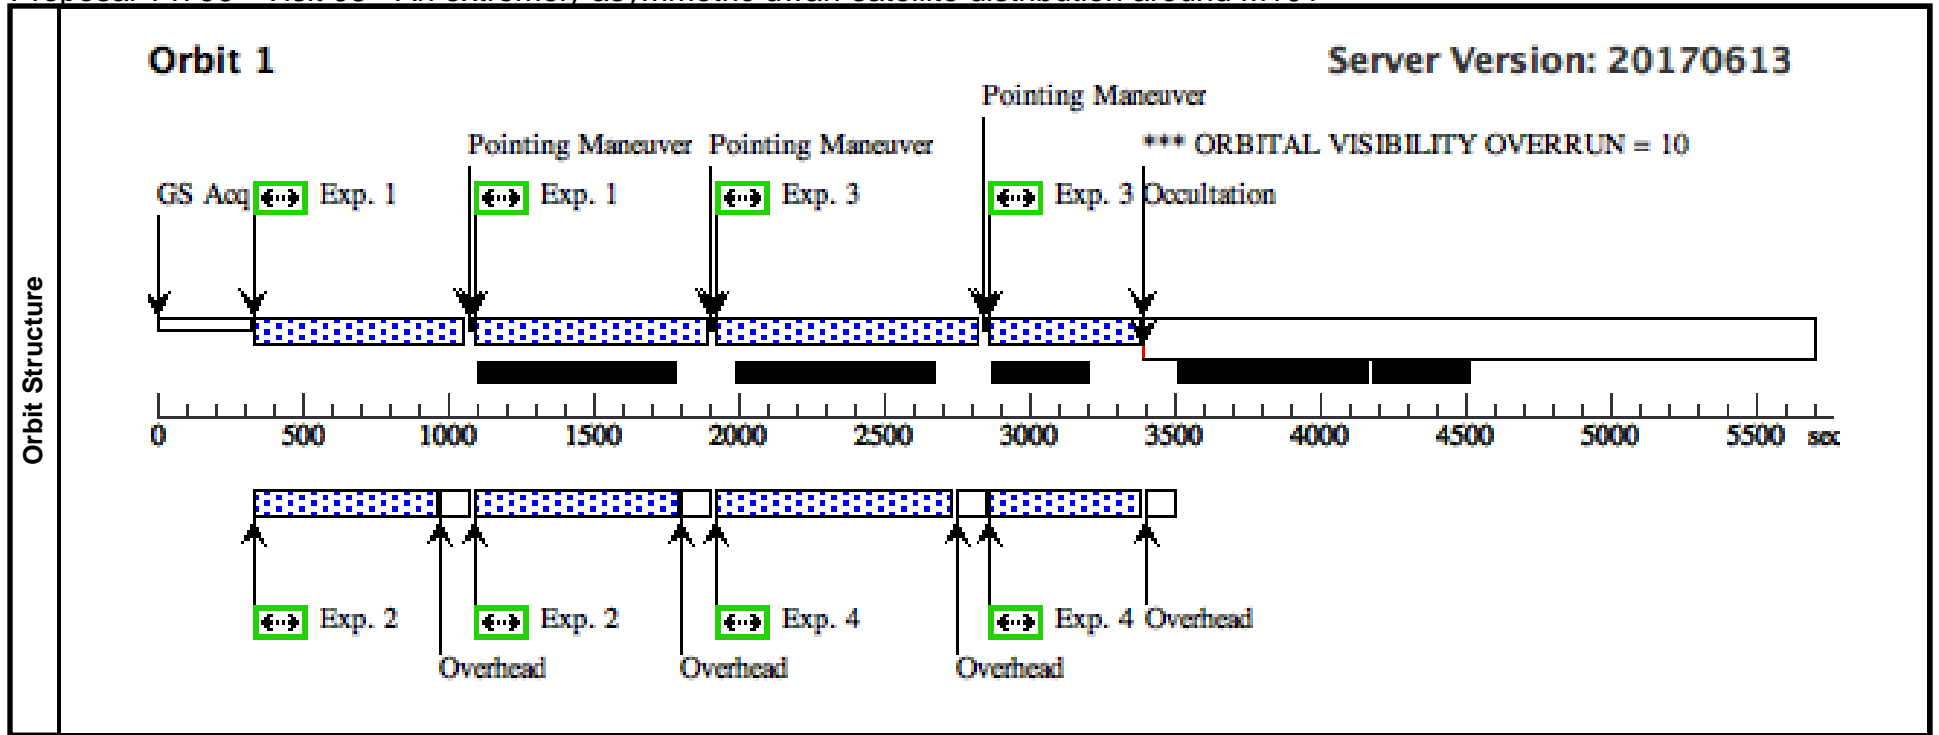 Orbit 1
Server Version: 20170613
Pointing Maneuver
Pointing Maneuver Pointing Maneuver
*** ORBITAL VISIBILITY OVERRUN = 10
GS Acq Exp. 1 Exp. 1 Exp. 3 Exp. 3 Occultation
Orbit Structure
0 500 1000 1500 2000 2500 3000 3500 4000 4500 5000 5500 sec
Exp. 2 Exp. 2 Exp. 4 Exp. 4 Overhead
Overhead Overhead Overhead